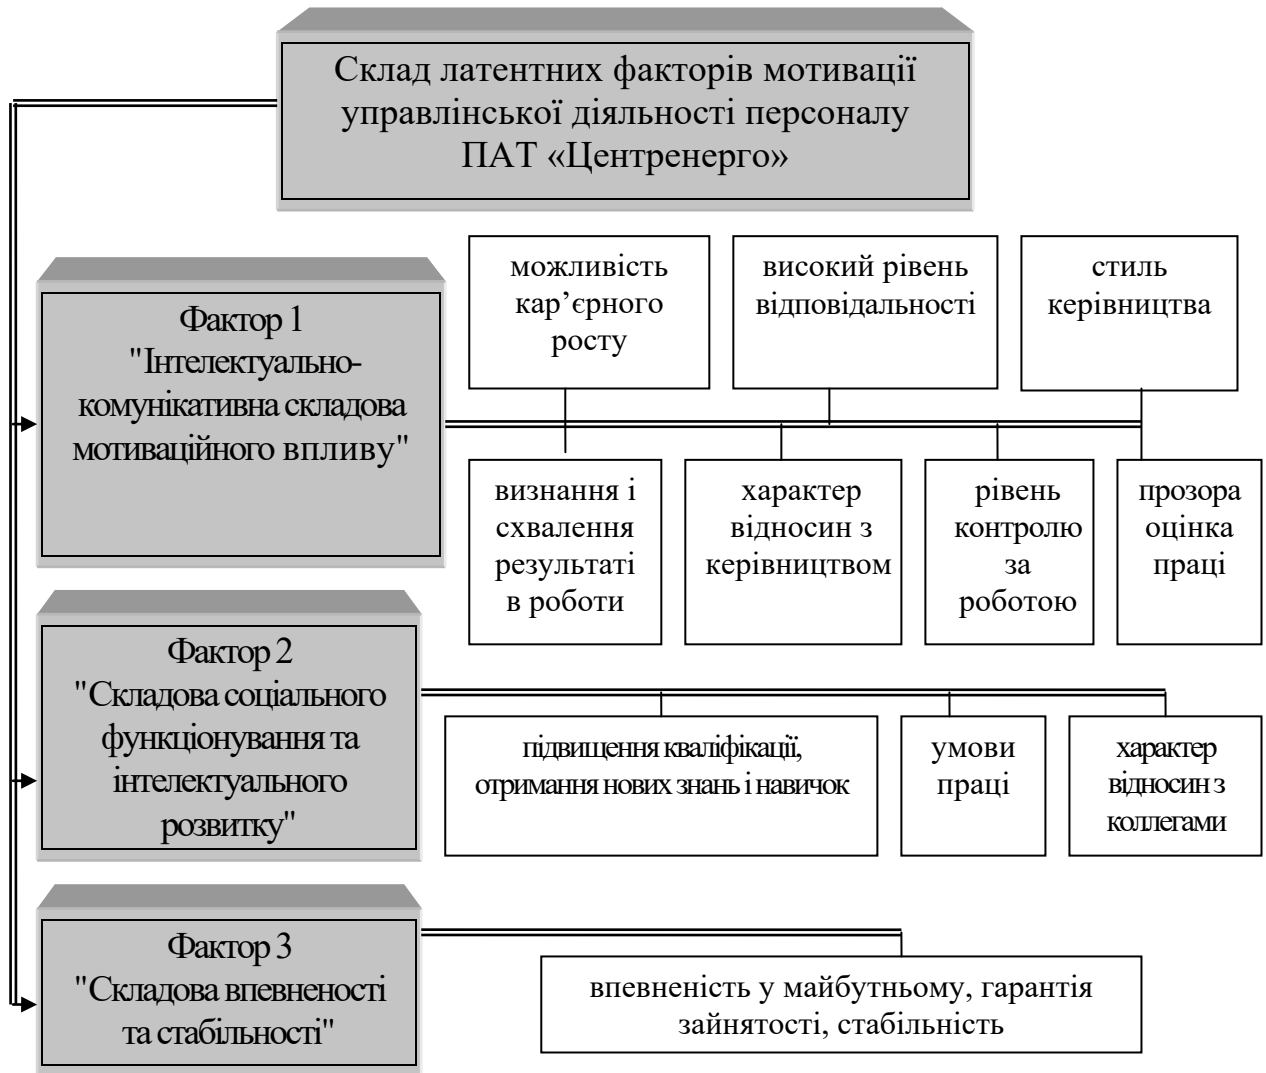 Склад латентних факторів мотивації
управлінської діяльності персоналу
ПАТ «Центренерго»
Фактор 1
"Інтелектуально-
комунікативна складова
мотиваційного впливу"
можливість
кар’єрного
росту
високий рівень
відповідальності
стиль
керівництва
визнання і
схвалення
результаті
в роботи
характер
відносин з
керівництвом
рівень
контролю
за
роботою
прозора
оцінка
праці
Фактор 2
"Складова соціального
функціонування та
інтелектуального
розвитку"
підвищення кваліфікації,
отримання нових знань і навичок
умови
праці
характер
відносин з
коллегами
Фактор 3
"Складова впевненості
та стабільності"
впевненість у майбутньому, гарантія
зайнятості, стабільність